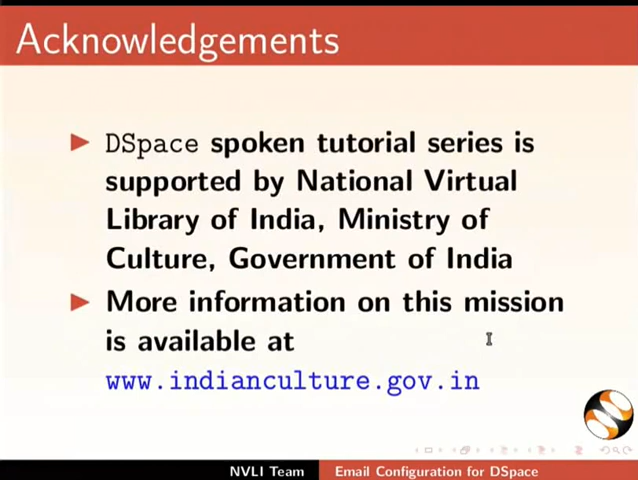 Acknowledgements
DSpace spoken tutorial series is
supported by National Virtual
Library of India, Ministry of
Culture, Government of India
More information on this mission
is available at
www.indianculture.gov.in
NVLI Team
Email Configuration for DSpace